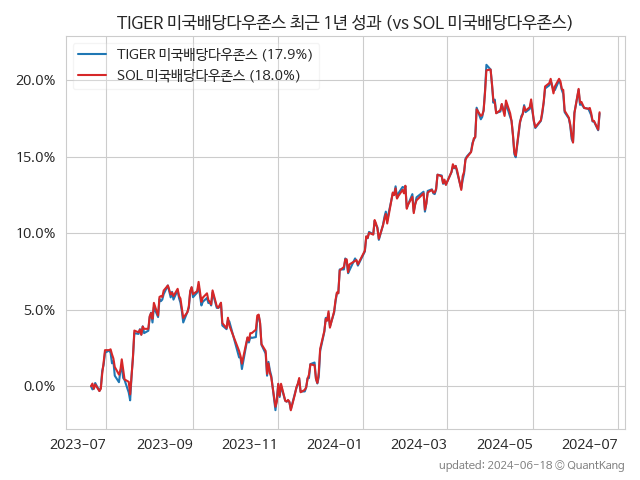 TIGER 미국배당다우존스 최근 1년 성과 (vs SOL 미국배당다우존스)
TIGER 미국배당다우존스 (17.9%)
SOL 미국배당다우존스 (18.0%)
20.0%
15.0%
10.0%
5.0%
0.0%
2023-07 2023-09 2023-11 2024-01 2024-03 2024-05 2024-07
updated: 2024-06-18 © QuantKang